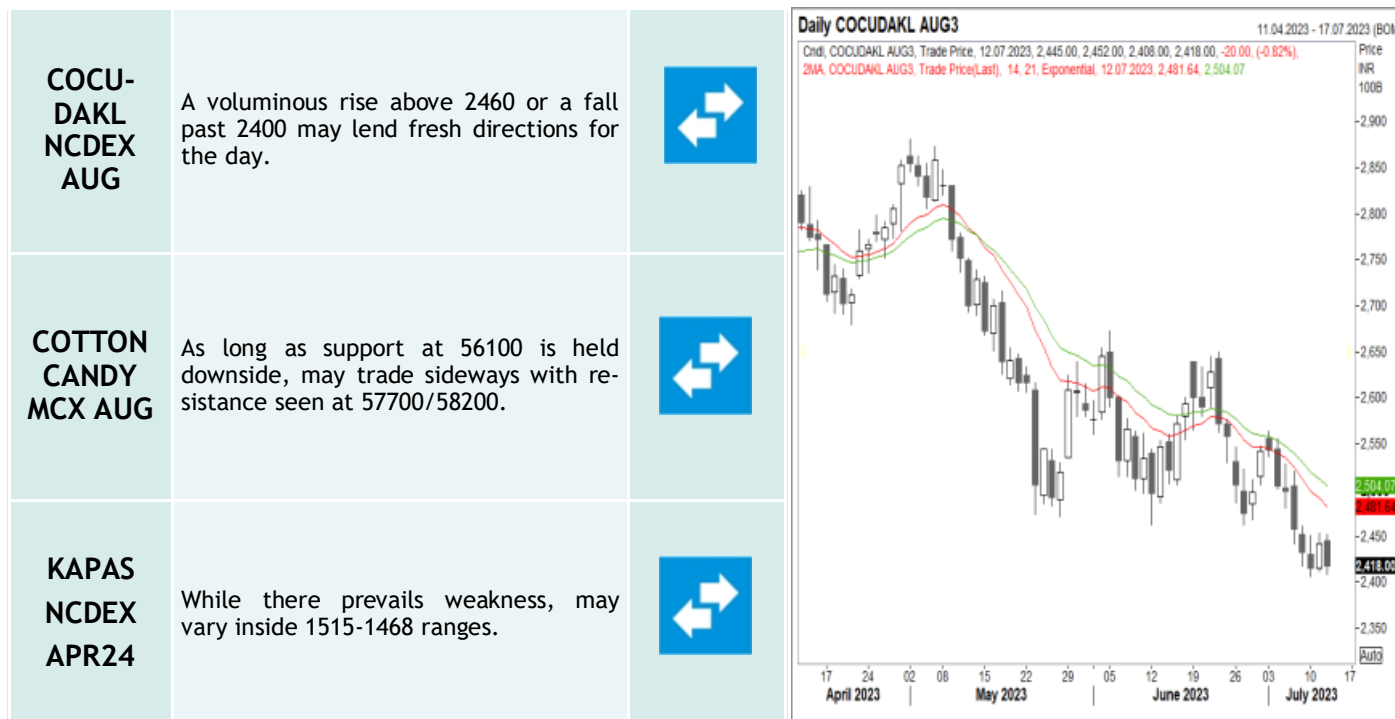 COCU-
DAKL
NCDEX
AUG
A voluminous rise above 2460 or a fall
past 2400 may lend fresh directions for
the day.
COTTON
CANDY
MCX AUG
As long as support at 56100 is held
downside, may trade sideways with re-
sistance seen at 57700/58200.
KAPAS
NCDEX
APR24
While there prevails weakness, may
vary inside 1515-1468 ranges.
Daily COCUDAKL AUG3
11.04.2023 - 17.07.2023 (BOM
Cndl, COCUDAKL AUG3, Trade Price, 12.07.2023, 2,445.00, 2,452.00, 2,408.00, 2,418.00, -20.00, (-0.82%),
2MA, COCUDAKL AUG3, Trade Price(Last), 14, 21, Exponential, 12.07.2023, 2,481.64, 2,504.07
Price
INR
100B
2,900
2,850
2,800
2,750
2,700
2,650
2,600
2,550
2,504.07
2,481.64
2,450
2,418.00
2,400
2,350
Auto
17 24 02 08 15 22 29 05 12 19 26 03 10 17
April 2023 May 2023 June 2023 July 2023